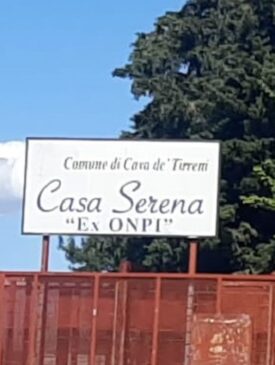 Comune di Cava de' Tirreni
Casa Serena
"Ex ONPI"